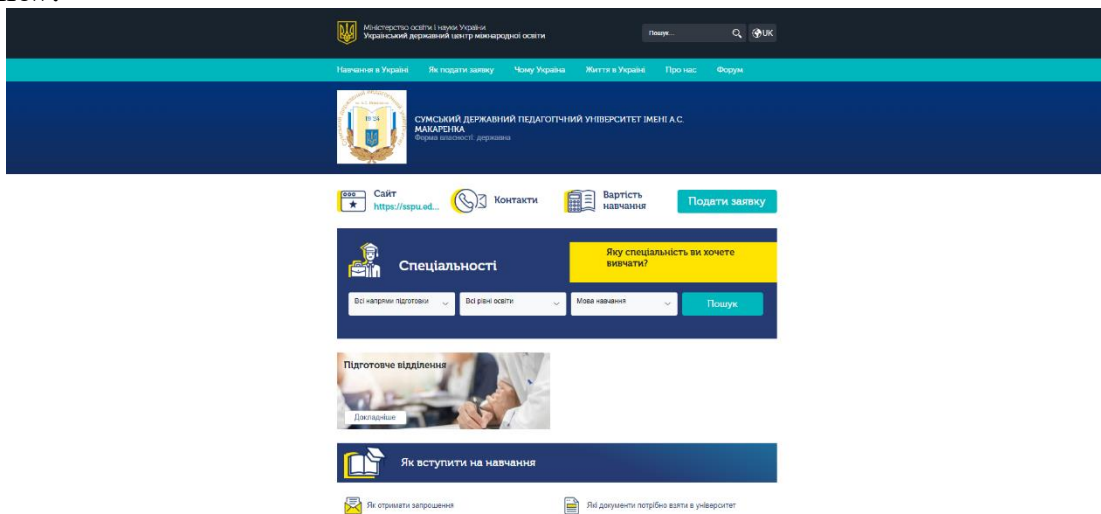 Міністерство освіти і науки України
Український державний центр міжнародної освіти
Пошук...
UK
Навчання в Україні Як подати заявку Чому Україна Життя в Україні Про нас Форум
1924
СУМСЬКИЙ ДЕРЖАВНИЙ ПЕДАГОГІЧНИЙ УНІВЕРСИТЕТ ІМЕНІ А.С.
МАКАРЕНКА
Форма власності: державна
Сайт
https://sspu.ed...
Контакти
Вартість
навчання
Подати заявку
Спеціальності
Яку спеціальність ви хочете
вивчати?
Всі напрями підготовки Всі рівні освіти Мова навчання Пошук
Підготовче відділення
Докладніше
Як вступити на навчання
Як отримати запрошення Які документи потрібно взяти в університет